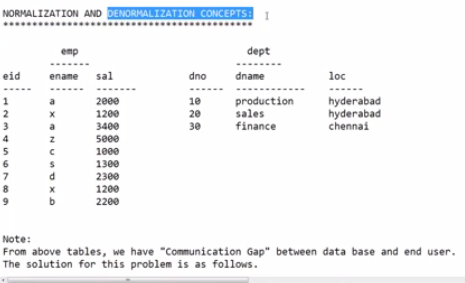 NORMALIZATION AND DENORMALIZATION CONCEPTS:
*******************************************
emp dept
------- --------
eid ename sal dno dname loc
----- ------ ------- ------ ------------ ------
1 a 2000 10 production hyderabad
2 x 1200 20 sales hyderabad
3 a 3400 30 finance chennai
4 z 5000
5 c 1000
6 s 1300
7 d 2300
8 x 1200
9 b 2200
Note:
From above tables, we have "Communication Gap" between data base and end user.
The solution for this problem is as follows.